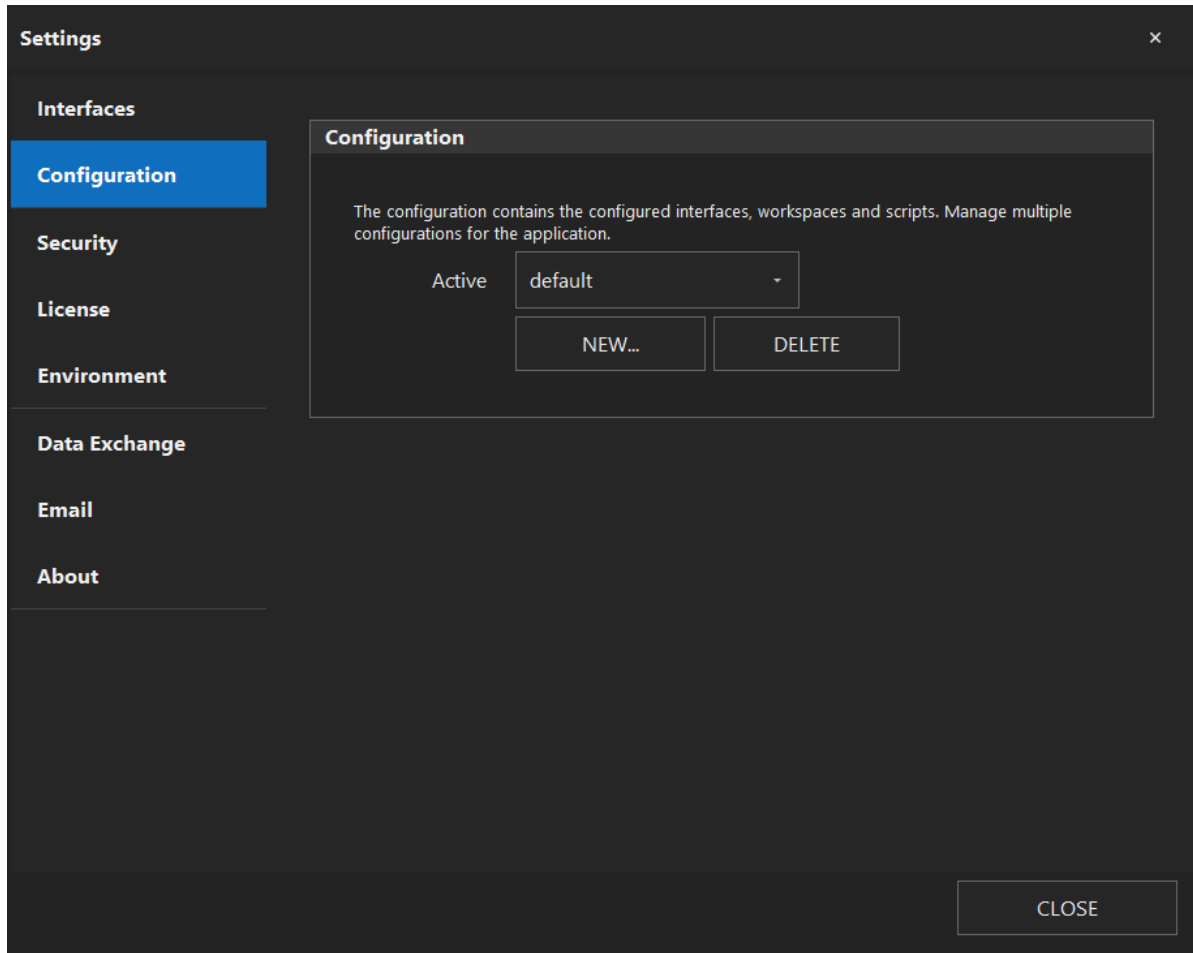 Settings
×
Interfaces
Configuration
Security
License
Environment
Data Exchange
Email
About
Configuration
The configuration contains the configured interfaces, workspaces and scripts. Manage multiple
configurations for the application.
Active default
NEW... DELETE
CLOSE